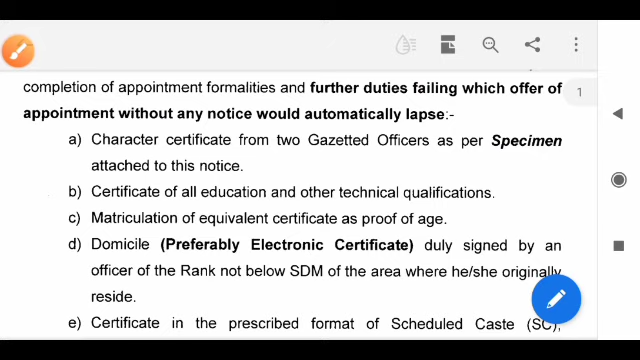 completion of appointment formalities and further duties failing which offer of
appointment without any notice would automatically lapse:-
1
a) Character certificate from two Gazetted Officers as per Specimen
attached to this notice.
b) Certificate of all education and other technical qualifications.
c) Matriculation of equivalent certificate as proof of age.
d) Domicile (Preferably Electronic Certificate) duly signed by an
officer of the Rank not below SDM of the area where he/she originally
reside.
e) Certificate in the prescribed format of Scheduled Caste (SC),